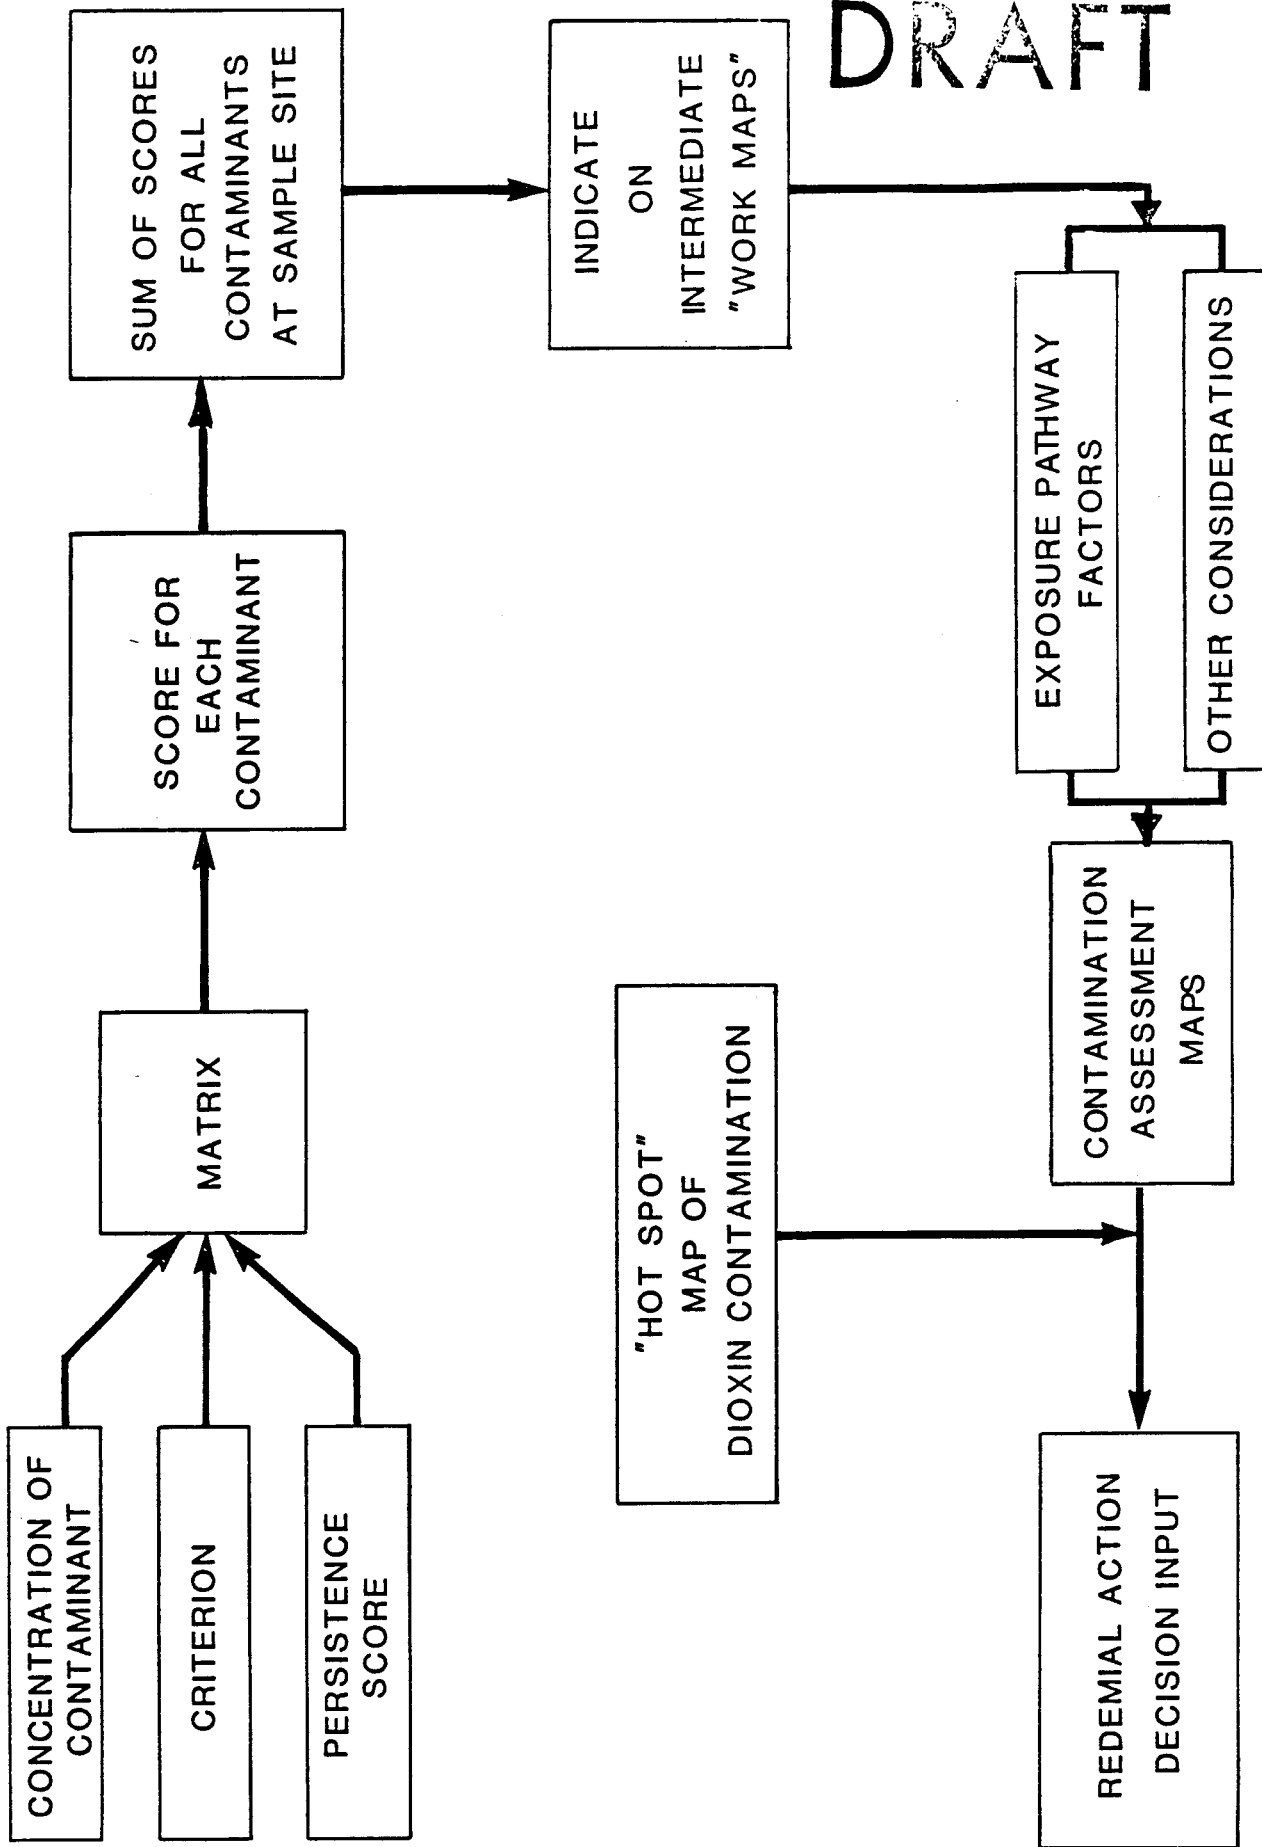 DRAFT
CONCENTRATION OF
CONTAMINANT
CRITERION
PERSISTENCE
SCORE
MATRIX
SCORE FOR
EACH
CONTAMINANT
SUM OF SCORES
FOR ALL
CONTAMINANTS
AT SAMPLE SITE
INDICATE
ON
INTERMEDIATE
"WORK MAPS"
EXPOSURE PATHWAY
FACTORS
OTHER CONSIDERATIONS
CONTAMINATION
ASSESSMENT
MAPS
"HOT SPOT"
MAP OF
DIOXIN CONTAMINATION
REDEMIAL ACTION
DECISION INPUT